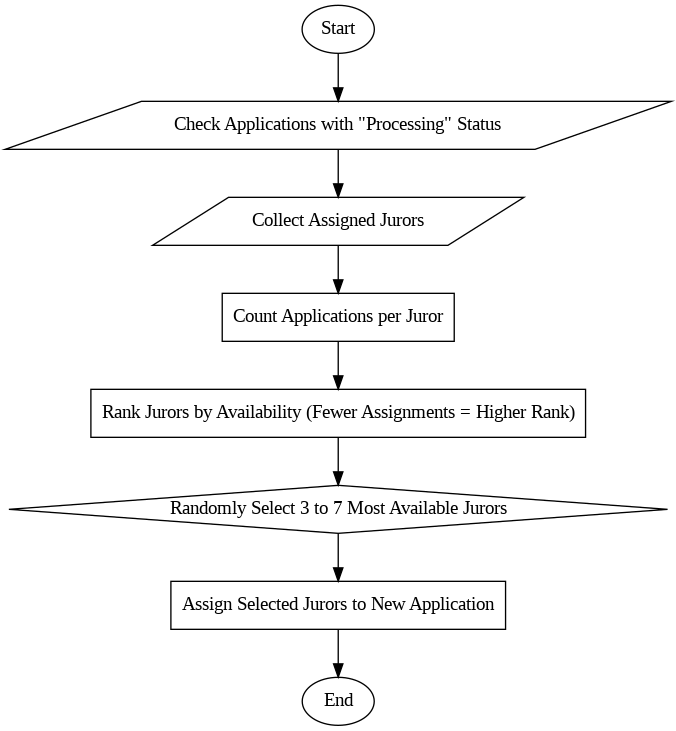 Start
Check Applications with "Processing" Status
Collect Assigned Jurors
Count Applications per Juror
Rank Jurors by Availability (Fewer Assignments = Higher Rank)
Randomly Select 3 to 7 Most Available Jurors
Assign Selected Jurors to New Application
End